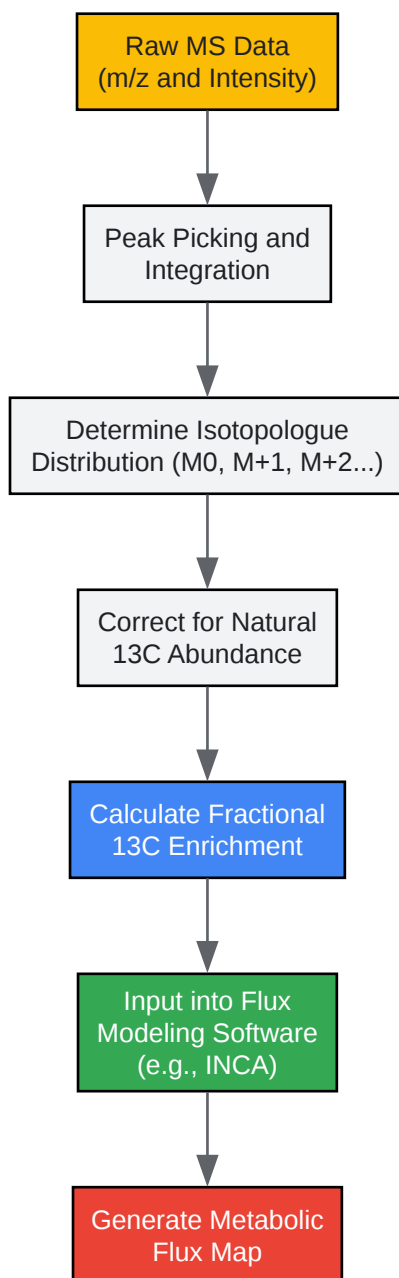 Raw MS Data
(m/z and Intensity)
Peak Picking and
Integration
Determine Isotopologue
Distribution (M0, M+1, M+2...)
Correct for Natural
13C Abundance
Calculate Fractional
13C Enrichment
Input into Flux
Modeling Software
(e.g., INCA)
Generate Metabolic
Flux Map